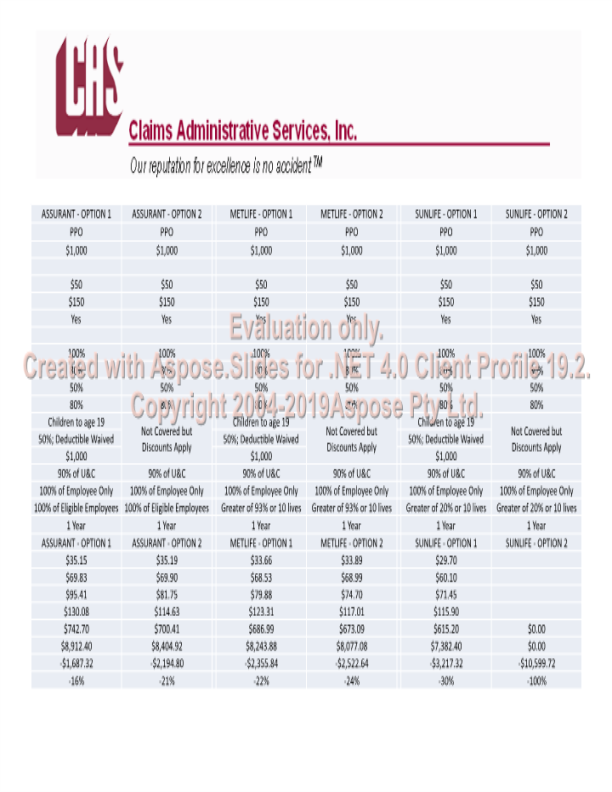 CAS
Claims Administrative Services, Inc.
Our reputation for excellence is no accident™
ASSURANT - OPTION 1 ASSURANT - OPTION 2 METLIFE - OPTION 1 METLIFE - OPTION 2 SUNLIFE - OPTION 1 SUNLIFE - OPTION 2
PPO PPO PPO PPO PPO PPO
$1,000 $1,000 $1,000 $1,000 $1,000 $1,000
$50 $50 $50 $50 $50 $50
$150 $150 $150 $150 $150 $150
Yes Yes Yes Yes Yes Yes
Evaluation only.
100% 100% 100% 100% 100% 100%
Created with Aspose.Slides for .NET 4.0 Client Profile 19.2.
50% 50% 50% 50% 50% 50%
80% 80% 80% 80%
Copyright 2004-2019Aspose Pty Ltd.
Children to age 19 Children to age 19 Children to age 19
50%; Deductible Waived Not Covered but 50%; Deductible Waived Not Covered but 50%; Deductible Waived Not Covered but
$1,000 Discounts Apply $1,000 Discounts Apply $1,000 Discounts Apply
90% of U&C 90% of U&C 90% of U&C 90% of U&C 90% of U&C 90% of U&C
100% of Employee Only 100% of Employee Only 100% of Employee Only 100% of Employee Only 100% of Employee Only 100% of Employee Only
100% of Eligible Employees 100% of Eligible Employees Greater of 93% or 10 lives Greater of 93% or 10 lives Greater of 20% or 10 lives Greater of 20% or 10 lives
1 Year 1 Year 1 Year 1 Year 1 Year 1 Year
ASSURANT - OPTION 1 ASSURANT - OPTION 2 METLIFE - OPTION 1 METLIFE - OPTION 2 SUNLIFE - OPTION 1 SUNLIFE - OPTION 2
$35.15 $35.19 $33.66 $33.89 $29.70
$69.83 $69.90 $68.53 $68.99 $60.10
$95.41 $81.75 $79.88 $74.70 $71.45
$130.08 $114.63 $123.31 $117.01 $115.90
$742.70 $700.41 $686.99 $673.09 $615.20 $0.00
$8,912.40 $8,404.92 $8,243.88 $8,077.08 $7,382.40 $0.00
-$1,687.32 -$2,194.80 -$2,355.84 -$2,522.64 -$3,217.32 -$10,599.72
-16% -21% -22% -24% -30% -100%